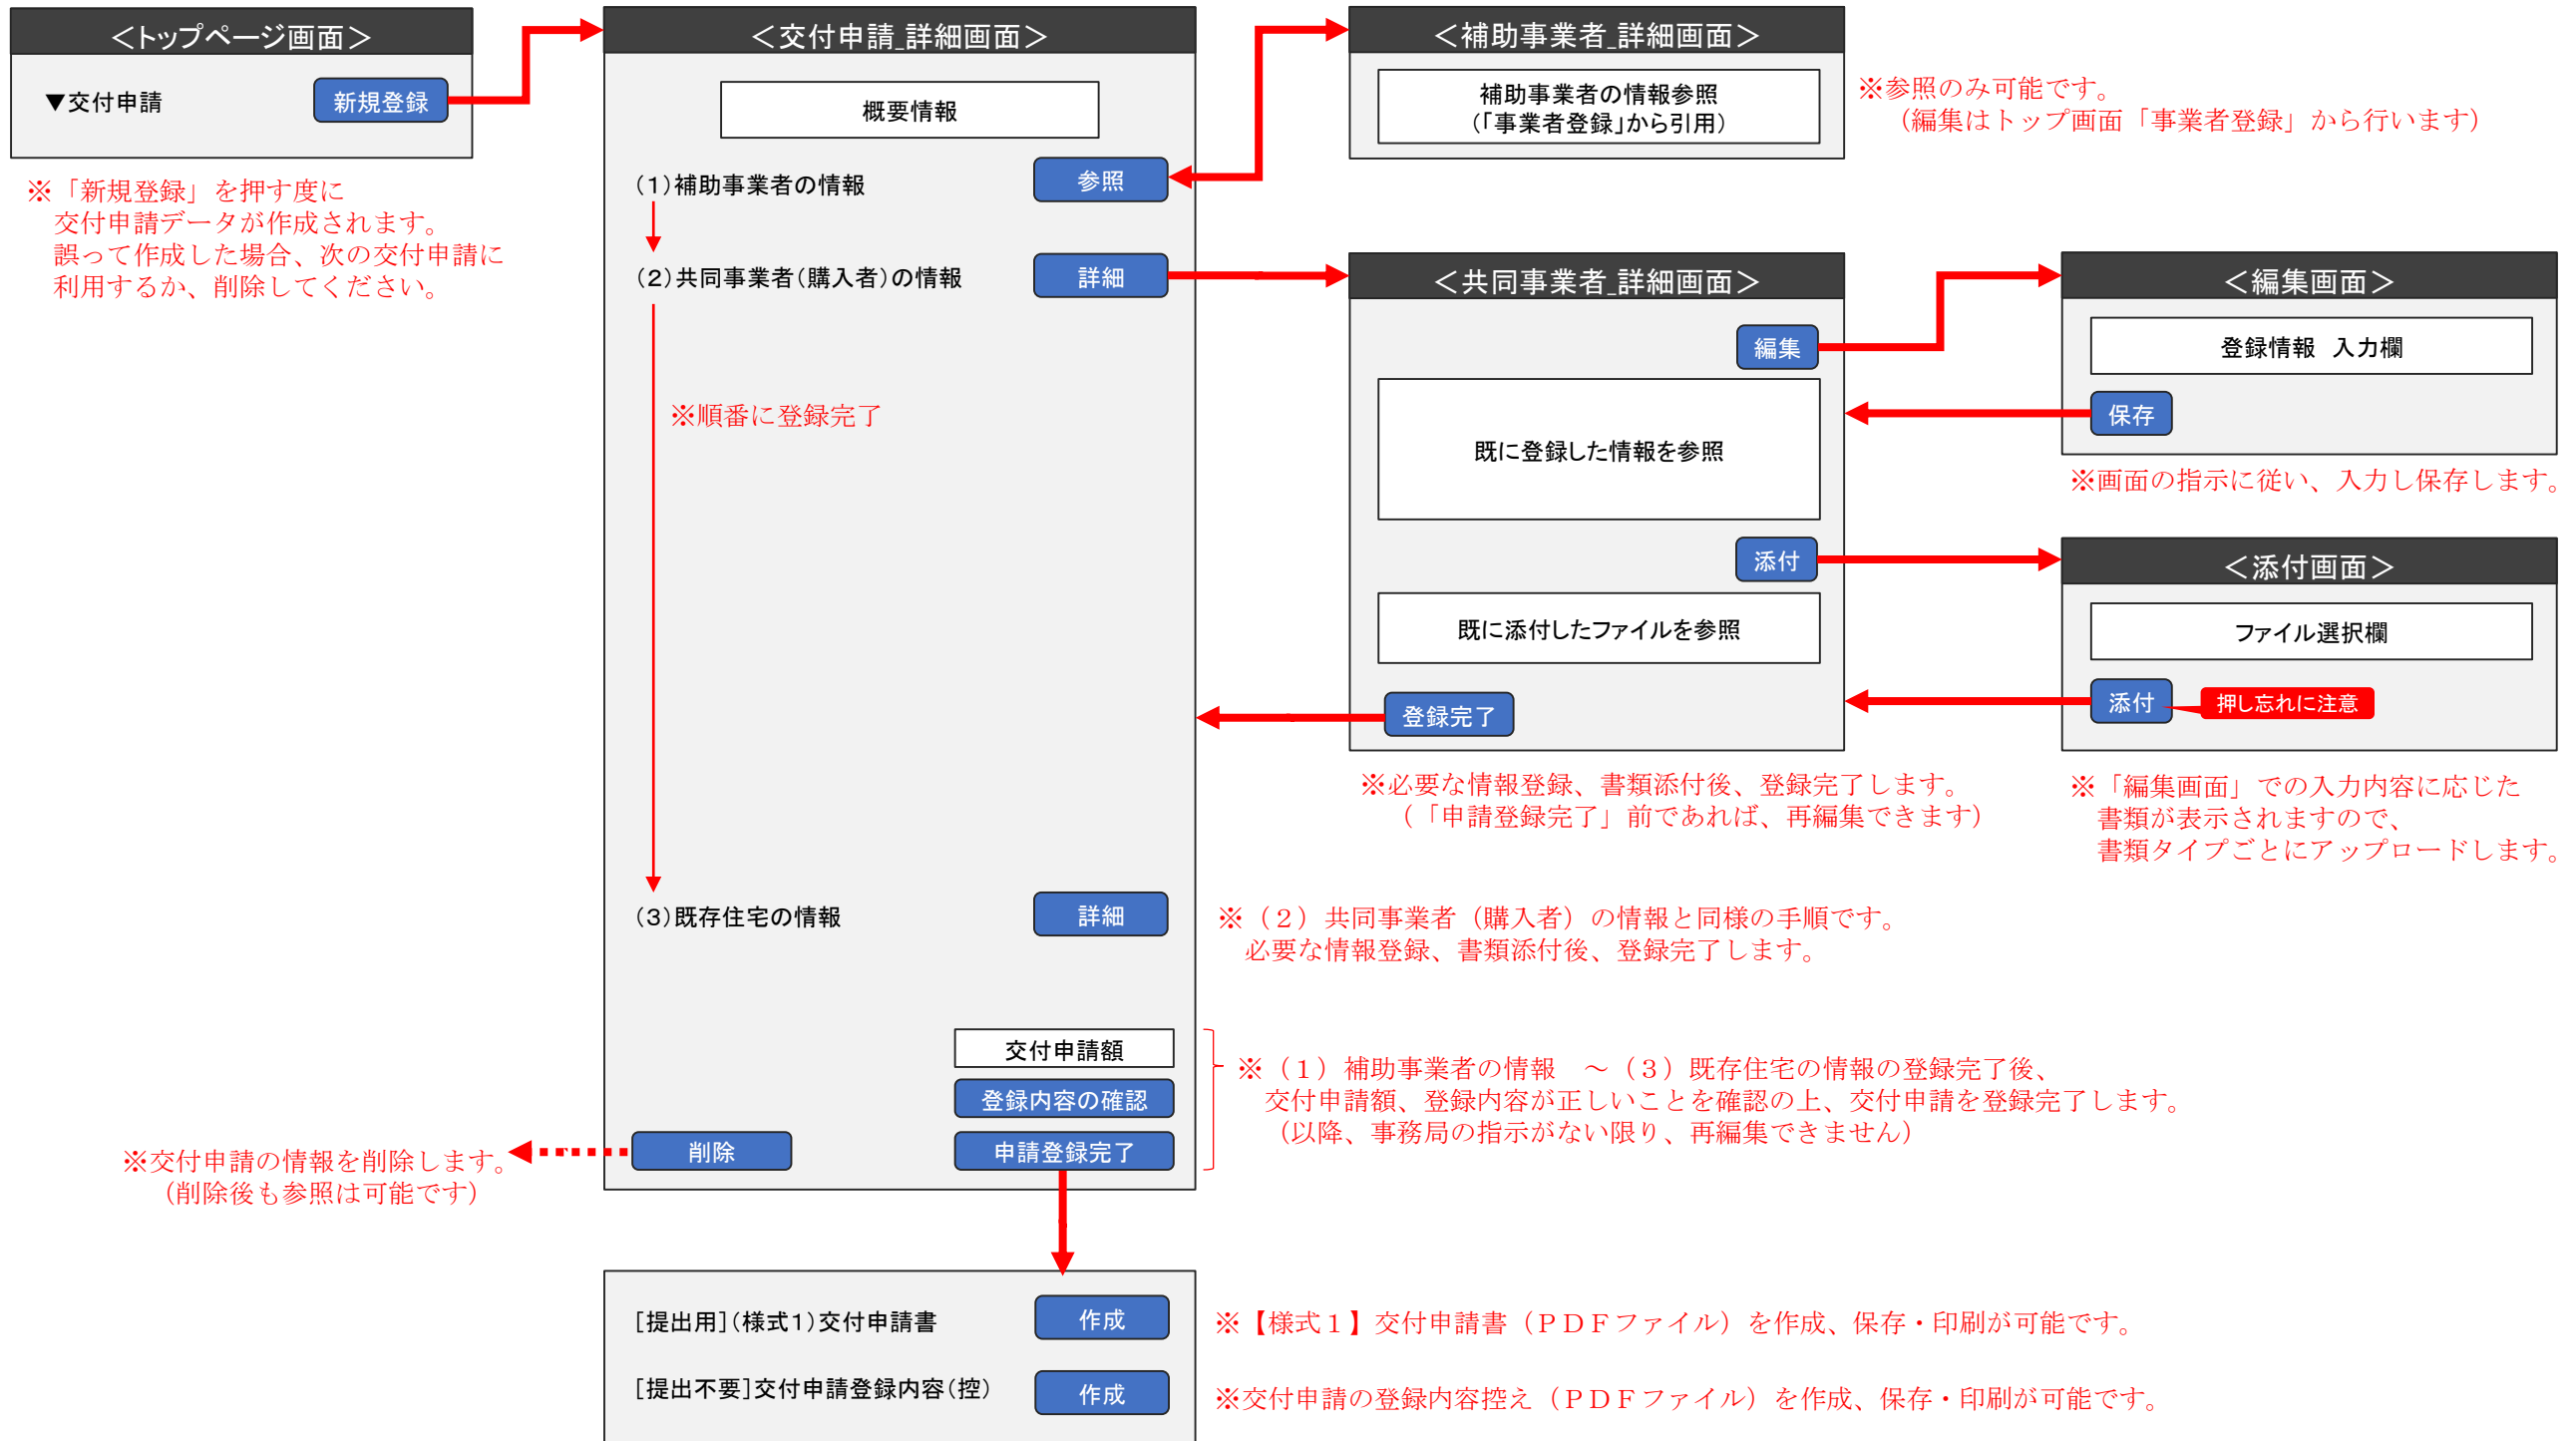 ＜トップページ画面＞
▼交付申請
新規登録
※「新規登録」を押す度に
交付申請データが作成されます。
誤って作成した場合、次の交付申請に
利用するか、削除してください。
＜交付申請_詳細画面＞
概要情報
（１）補助事業者の情報
参照
（２）共同事業者（購入者）の情報
詳細
※順番に登録完了
（３）既存住宅の情報
詳細
交付申請額
登録内容の確認
削除
申請登録完了
※交付申請の情報を削除します。
（削除後も参照は可能です）
＜補助事業者_詳細画面＞
補助事業者の情報参照
（「事業者登録」から引用）
※参照のみ可能です。
（編集はトップ画面「事業者登録」から行います）
＜共同事業者_詳細画面＞
編集
既に登録した情報を参照
添付
既に添付したファイルを参照
登録完了
※必要な情報登録、書類添付後、登録完了します。
（「申請登録完了」前であれば、再編集できます）
＜編集画面＞
登録情報　入力欄
保存
※画面の指示に従い、入力し保存します。
＜添付画面＞
ファイル選択欄
添付
押し忘れに注意
※「編集画面」での入力内容に応じた
書類が表示されますので、
書類タイプごとにアップロードします。
※（２）共同事業者（購入者）の情報と同様の手順です。
必要な情報登録、書類添付後、登録完了します。
※（１）補助事業者の情報　～（３）既存住宅の情報の登録完了後、
交付申請額、登録内容が正しいことを確認の上、交付申請を登録完了します。
（以降、事務局の指示がない限り、再編集できません）
［提出用］（様式１）交付申請書
作成
※【様式１】交付申請書（ＰＤＦファイル）を作成、保存・印刷が可能です。
［提出不要］交付申請登録内容（控）
作成
※交付申請の登録内容控え（ＰＤＦファイル）を作成、保存・印刷が可能です。